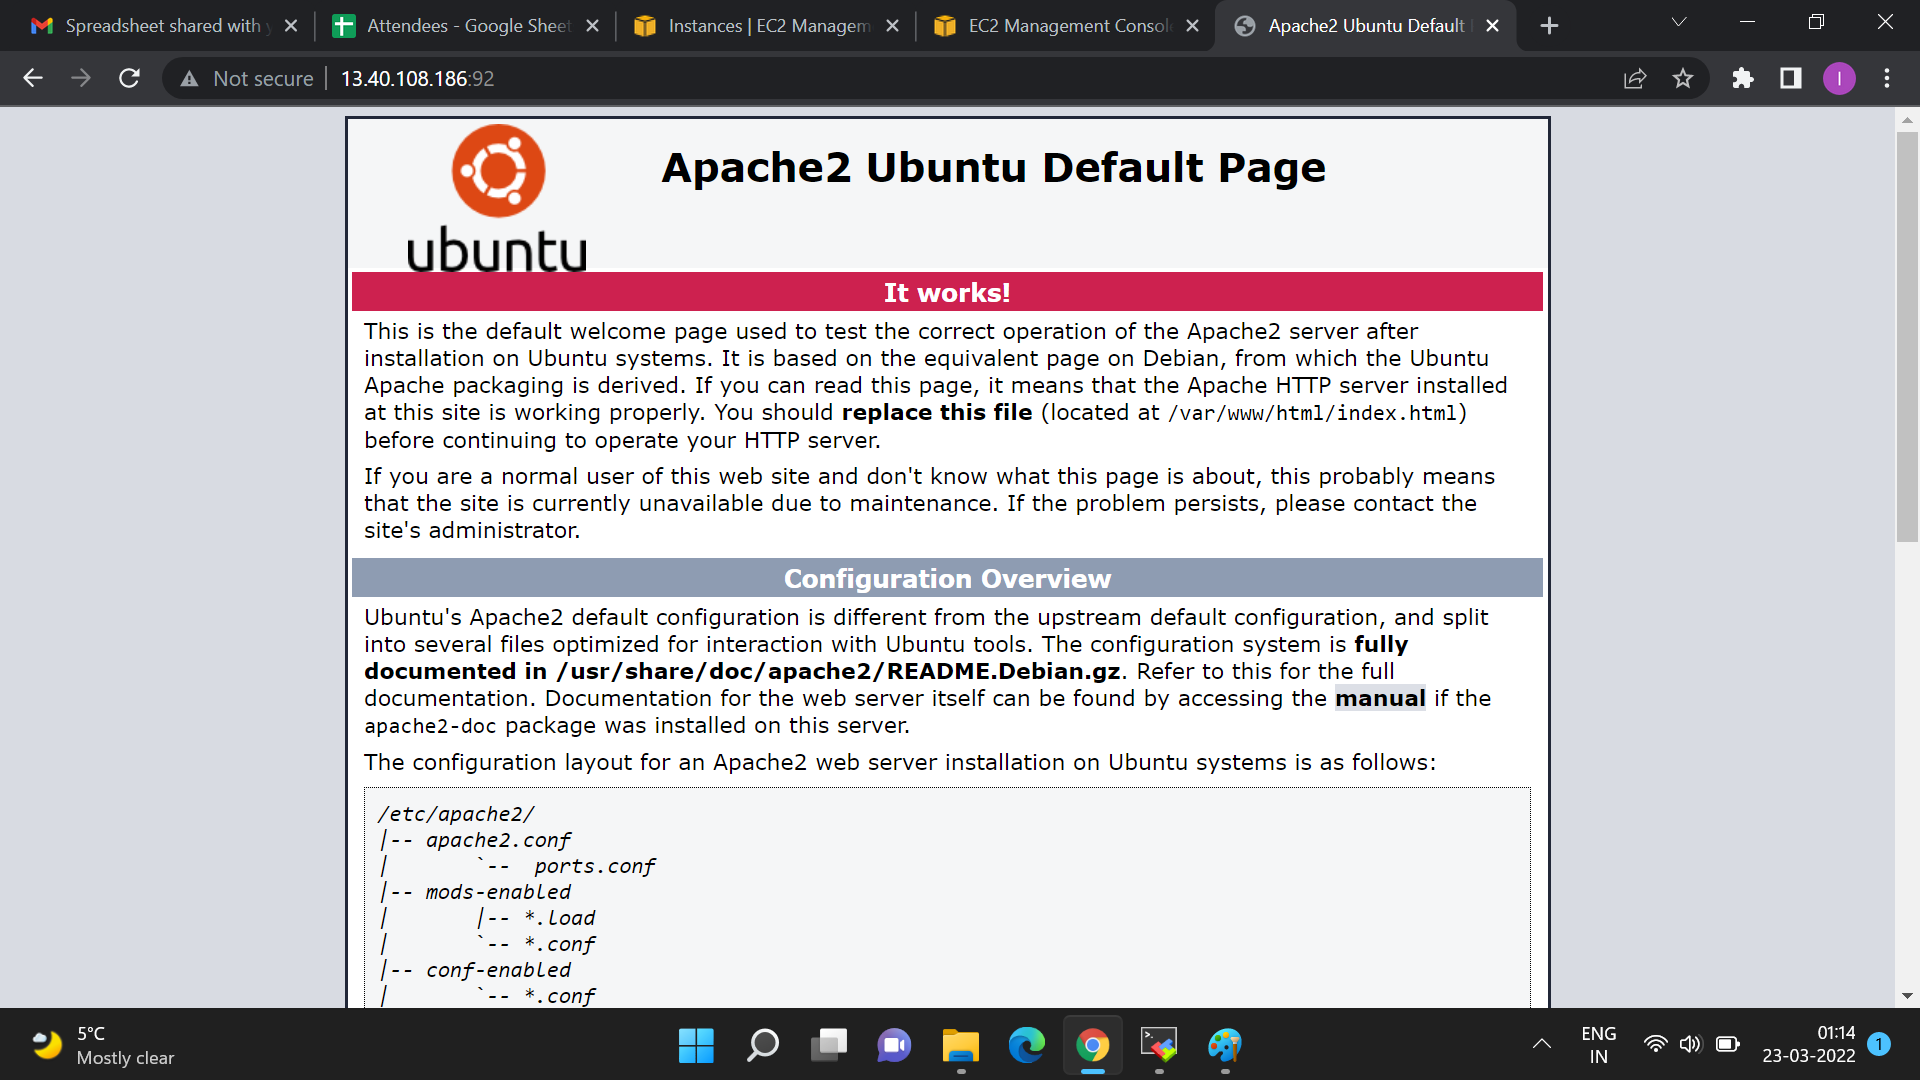 Spreadsheet shared with y
Attendees - Google Sheet
Instances | EC2 Managem
EC2 Management Consol
Apache2 Ubuntu Default
Not secure
13.40.108.186:92
I
ubuntu
Apache2 Ubuntu Default Page
It works!
This is the default welcome page used to test the correct operation of the Apache2 server after
installation on Ubuntu systems. It is based on the equivalent page on Debian, from which the Ubuntu
Apache packaging is derived. If you can read this page, it means that the Apache HTTP server installed
at this site is working properly. You should replace this file (located at /var/www/html/index.html)
before continuing to operate your HTTP server.
If you are a normal user of this web site and don't know what this page is about, this probably means
that the site is currently unavailable due to maintenance. If the problem persists, please contact the
site's administrator.
Configuration Overview
Ubuntu's Apache2 default configuration is different from the upstream default configuration, and split
into several files optimized for interaction with Ubuntu tools. The configuration system is fully
documented in /usr/share/doc/apache2/README.Debian.gz. Refer to this for the full
documentation. Documentation for the web server itself can be found by accessing the manual if the
apache2-doc package was installed on this server.
The configuration layout for an Apache2 web server installation on Ubuntu systems is as follows:
/etc/apache2/
|-- apache2.conf
|       `--  ports.conf
|-- mods-enabled
|       |-- *.load
|       `-- *.conf
|-- conf-enabled
|       `-- *.conf
5°C
Mostly clear
ENG
IN
01:14
23-03-2022
1